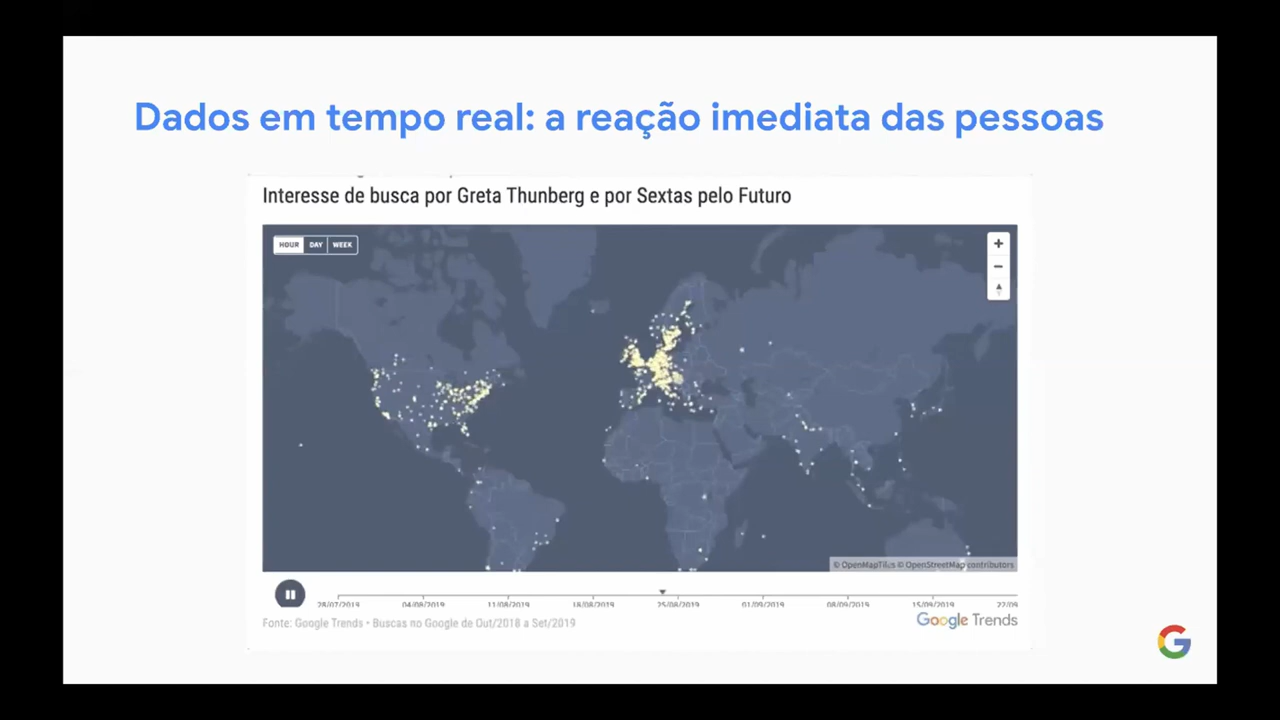 Dados em tempo real: a reação imediata das pessoas
Interesse de busca por Greta Thunberg e por Sextas pelo Futuro
HOUR DAY WEEK
© OpenMapTiles © OpenStreetMap contributors
28/07/2019 04/08/2019 11/08/2019 18/08/2019 25/08/2019 01/09/2019 08/09/2019 15/09/2019 22/09
Fonte: Google Trends • Buscas no Google de Out/2018 a Set/2019
Google Trends